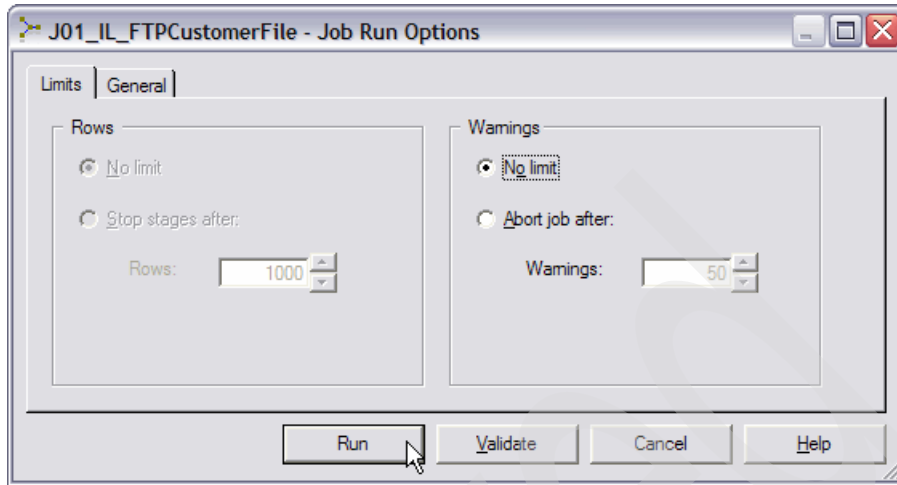 J01_IL_FTPCustomerFile - Job Run Options
Limits General
Rows
No limit
Stop stages after:
Rows: 1000
Warnings
No limit
Abort job after:
Warnings: 50
Run Validate Cancel Help